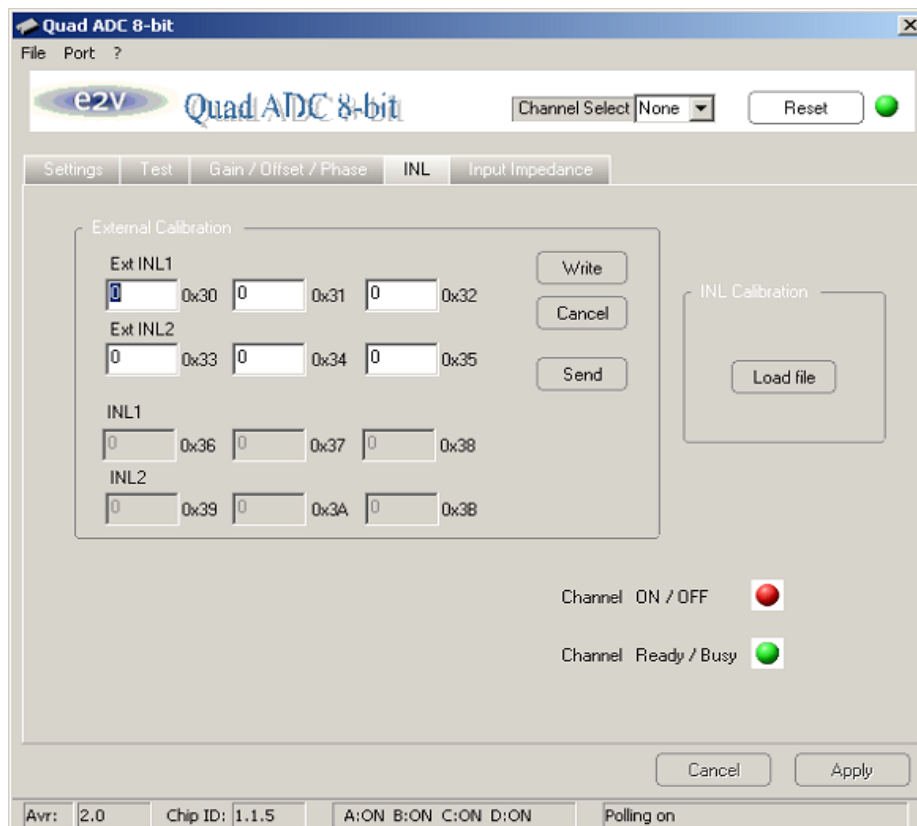 Quad ADC 8-bit
File Port ?
e2v Quad ADC 8-bit Channel Select None Reset
Settings Test Gain / Offset / Phase INL Input Impedance
External Calibration
Ext INL1
0 0x30 0 0x31 0 0x32
Ext INL2
0 0x33 0 0x34 0 0x35
INL1
0 0x36 0 0x37 0 0x38
INL2
0 0x39 0 0x3A 0 0x3B
Write
Cancel
Send
INL Calibration
Load file
Channel ON / OFF
Channel Ready / Busy
Cancel Apply
Avr: 2.0 Chip ID: 1.1.5 A:ON B:ON C:ON D:ON Polling on